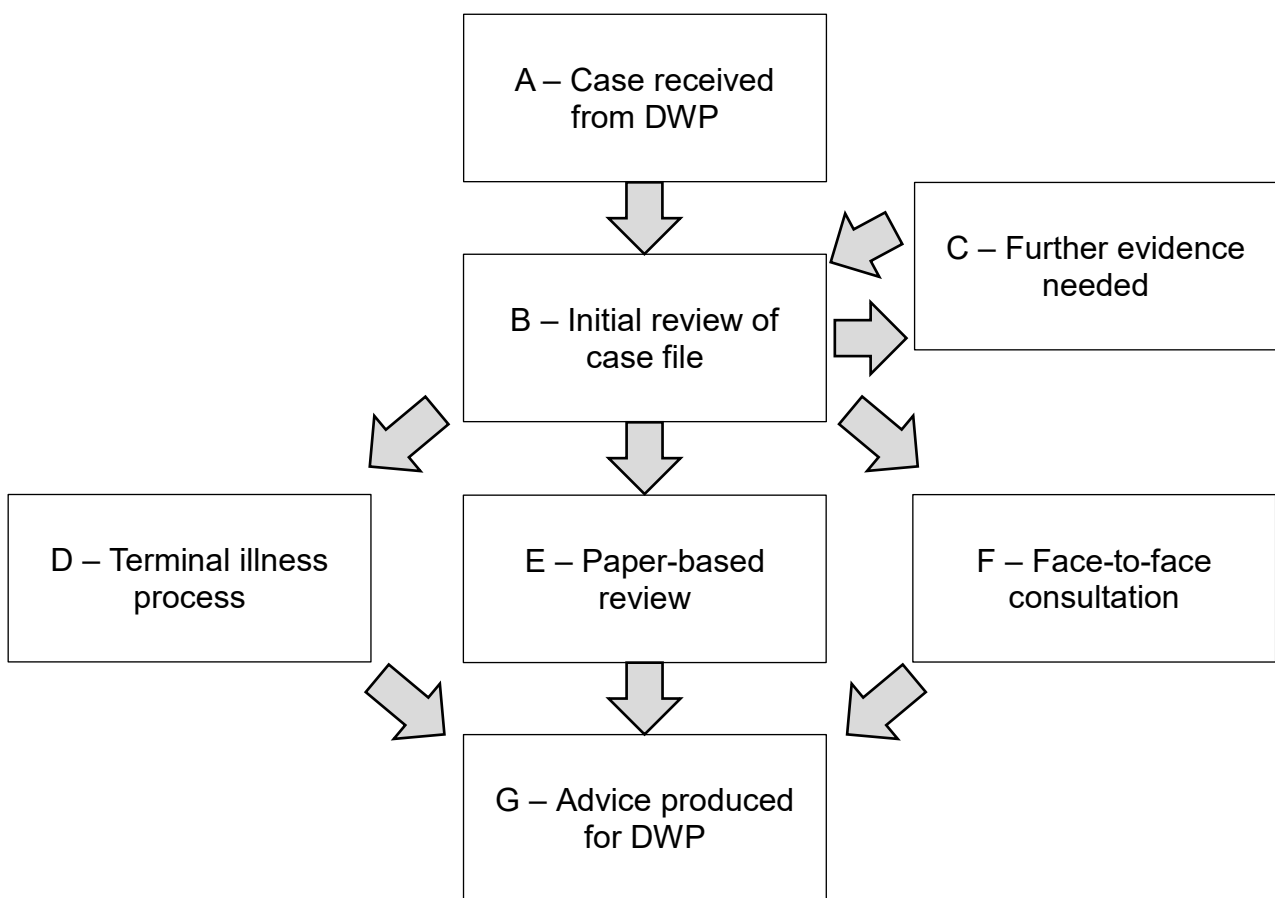 A – Case received
from DWP
C – Further evidence
needed
B – Initial review of
case file
D – Terminal illness
process
E – Paper-based
review
F – Face-to-face
consultation
G – Advice produced
for DWP